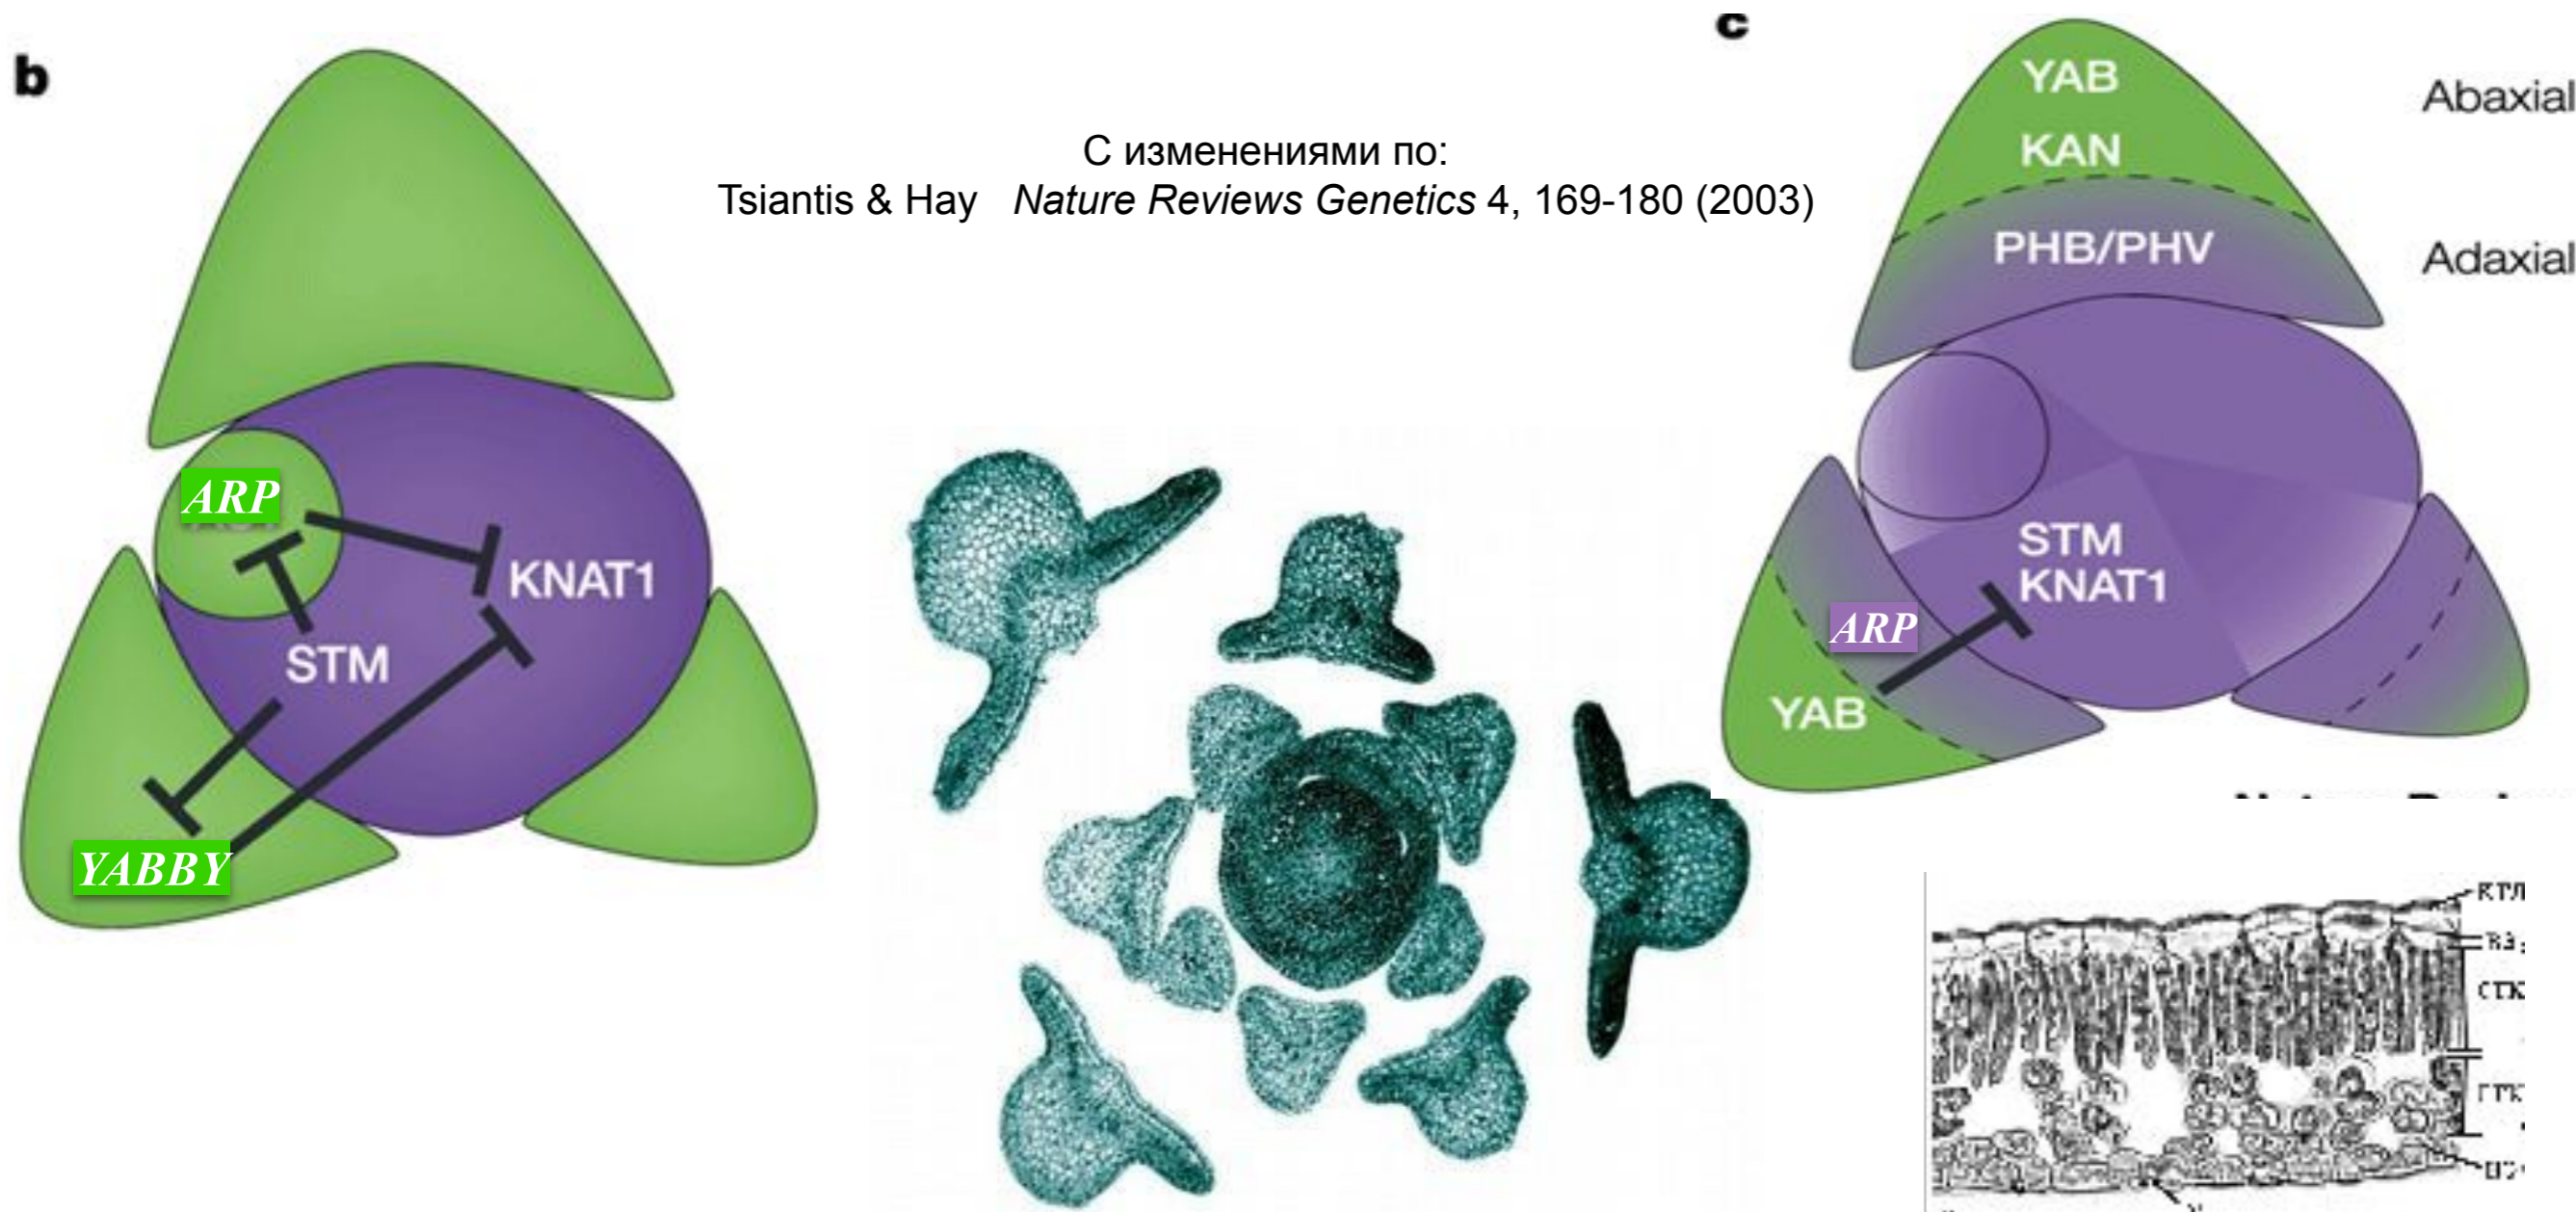 b
С изменениями по:
Tsiantis & Hay Nature Reviews Genetics 4, 169-180 (2003)
ARP
KNAT1
STM
YABBY
c
YAB
KAN
PHB/PHV
Abaxial
Adaxial
STM
KNAT1
ARP
YAB